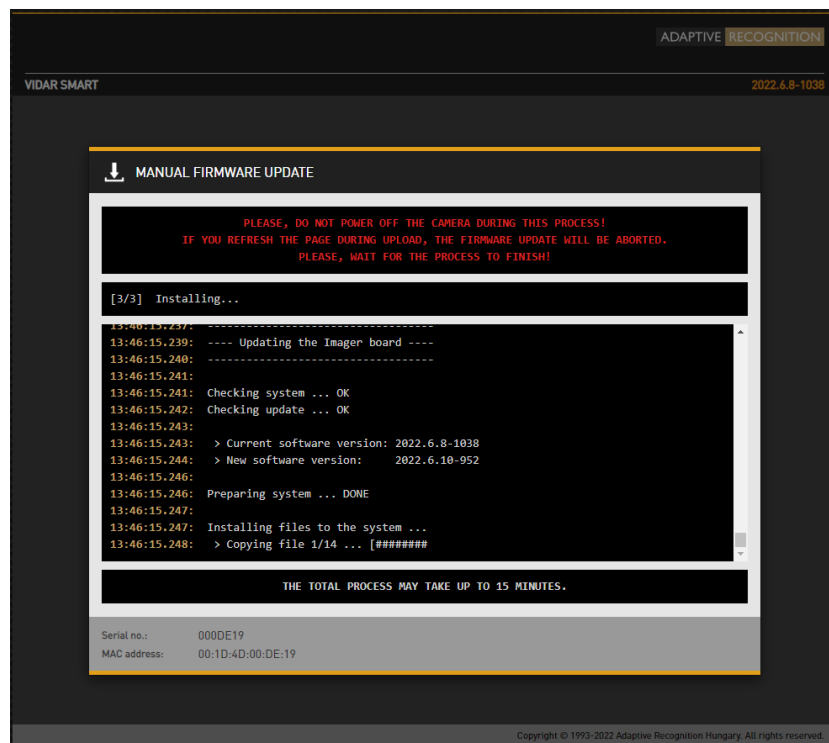 ADAPTIVE RECOGNITION
VIDAR SMART 2022.6.8-1038
MANUAL FIRMWARE UPDATE
PLEASE, DO NOT POWER OFF THE CAMERA DURING THIS PROCESS!
IF YOU REFRESH THE PAGE DURING UPLOAD, THE FIRMWARE UPDATE WILL BE ABORTED.
PLEASE, WAIT FOR THE PROCESS TO FINISH!
[3/3] Installing...
13:46:15.237: -----------------------------------
13:46:15.239: ---- Updating the Imager board ----
13:46:15.240: -----------------------------------
13:46:15.241:
13:46:15.241: Checking system ... OK
13:46:15.242: Checking update ... OK
13:46:15.243:
13:46:15.243: > Current software version: 2022.6.8-1038
13:46:15.244: > New software version: 2022.6.10-952
13:46:15.246:
13:46:15.246: Preparing system ... DONE
13:46:15.247:
13:46:15.247: Installing files to the system ...
13:46:15.248: > Copying file 1/14 ... [########
THE TOTAL PROCESS MAY TAKE UP TO 15 MINUTES.
Serial no.: 000DE19
MAC address: 00:1D:4D:00:DE:19
Copyright © 1993-2022 Adaptive Recognition Hungary. All rights reserved.